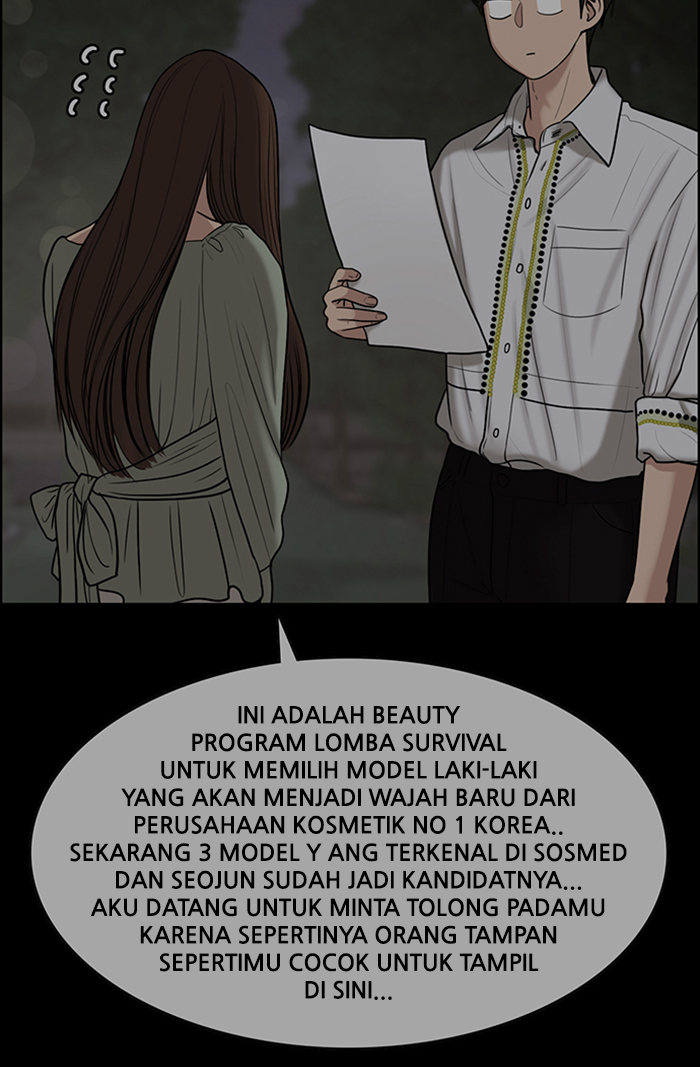 INI ADALAH BEAUTY
PROGRAM LOMBA SURVIVAL
UNTUK MEMILIH MODEL LAKI-LAKI
YANG AKAN MENJADI WAJAH BARU DARI
PERUSAHAAN KOSMETIK NO 1 KOREA..
SEKARANG 3 MODEL Y ANG TERKENAL DI SOSMED
DAN SEOJUN SUDAH JADI KANDIDATNYA...
AKU DATANG UNTUK MINTA TOLONG PADAMU
KARENA SEPERTINYA ORANG TAMPAN
SEPERTIMU COCOK UNTUK TAMPIL
DI SINI...